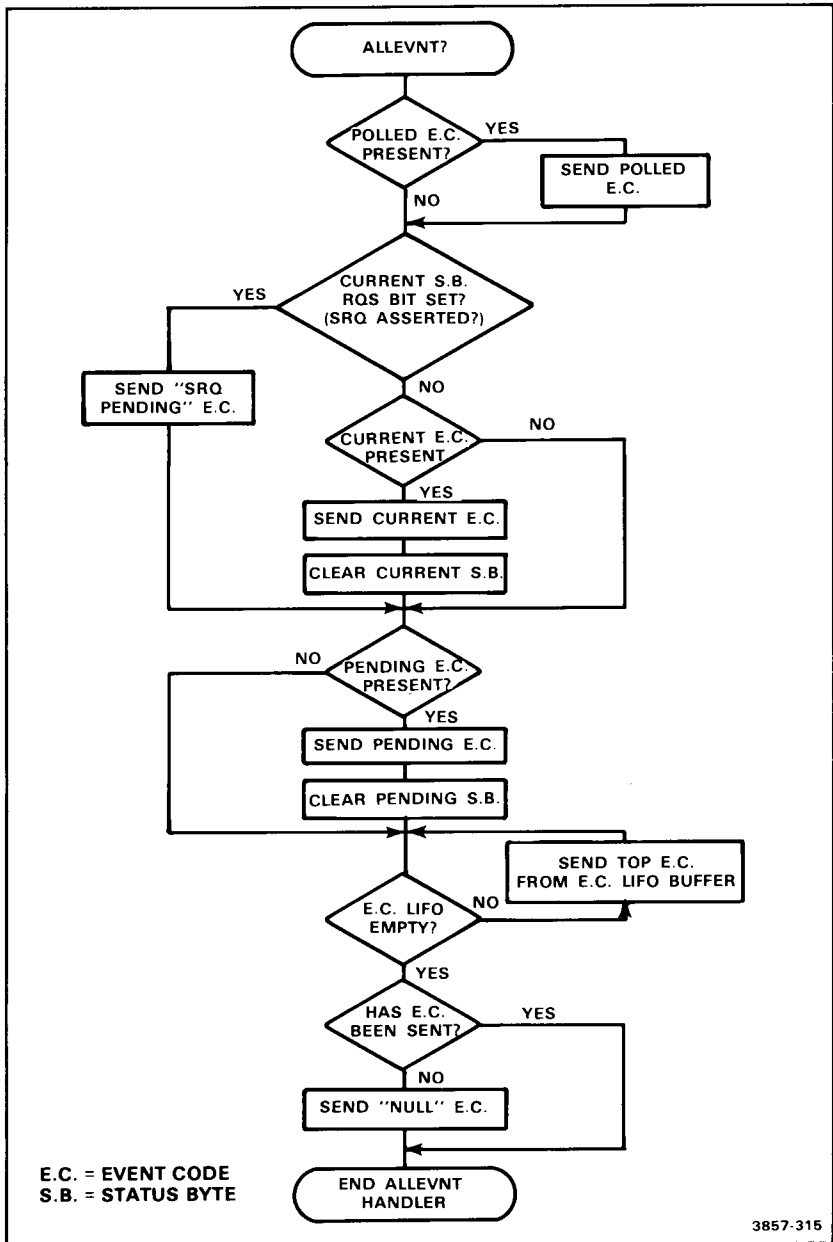 ALLEVNT?
POLLED E.C.
PRESENT?
YES
SEND POLLED
E.C.
NO
CURRENT S.B.
RQS BIT SET?
(SRQ ASSERTED?)
YES
SEND "SRQ
PENDING" E.C.
NO
CURRENT E.C.
PRESENT
NO
YES
SEND CURRENT E.C.
CLEAR CURRENT S.B.
NO
PENDING E.C.
PRESENT?
YES
SEND PENDING E.C.
CLEAR PENDING S.B.
SEND TOP E.C.
FROM E.C. LIFO BUFFER
E.C. LIFO
EMPTY?
NO
YES
HAS E.C.
BEEN SENT?
YES
NO
SEND "NULL" E.C.
E.C. = EVENT CODE
S.B. = STATUS BYTE
END ALLEVNT
HANDLER
3857-315